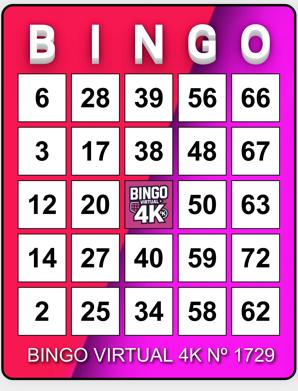 BINGO
6 28 39 56 66
3 17 38 48 67
12 20 BINGO VIRTUAL 4K 50 63
14 27 40 59 72
2 25 34 58 62
BINGO VIRTUAL 4K Nº 1729